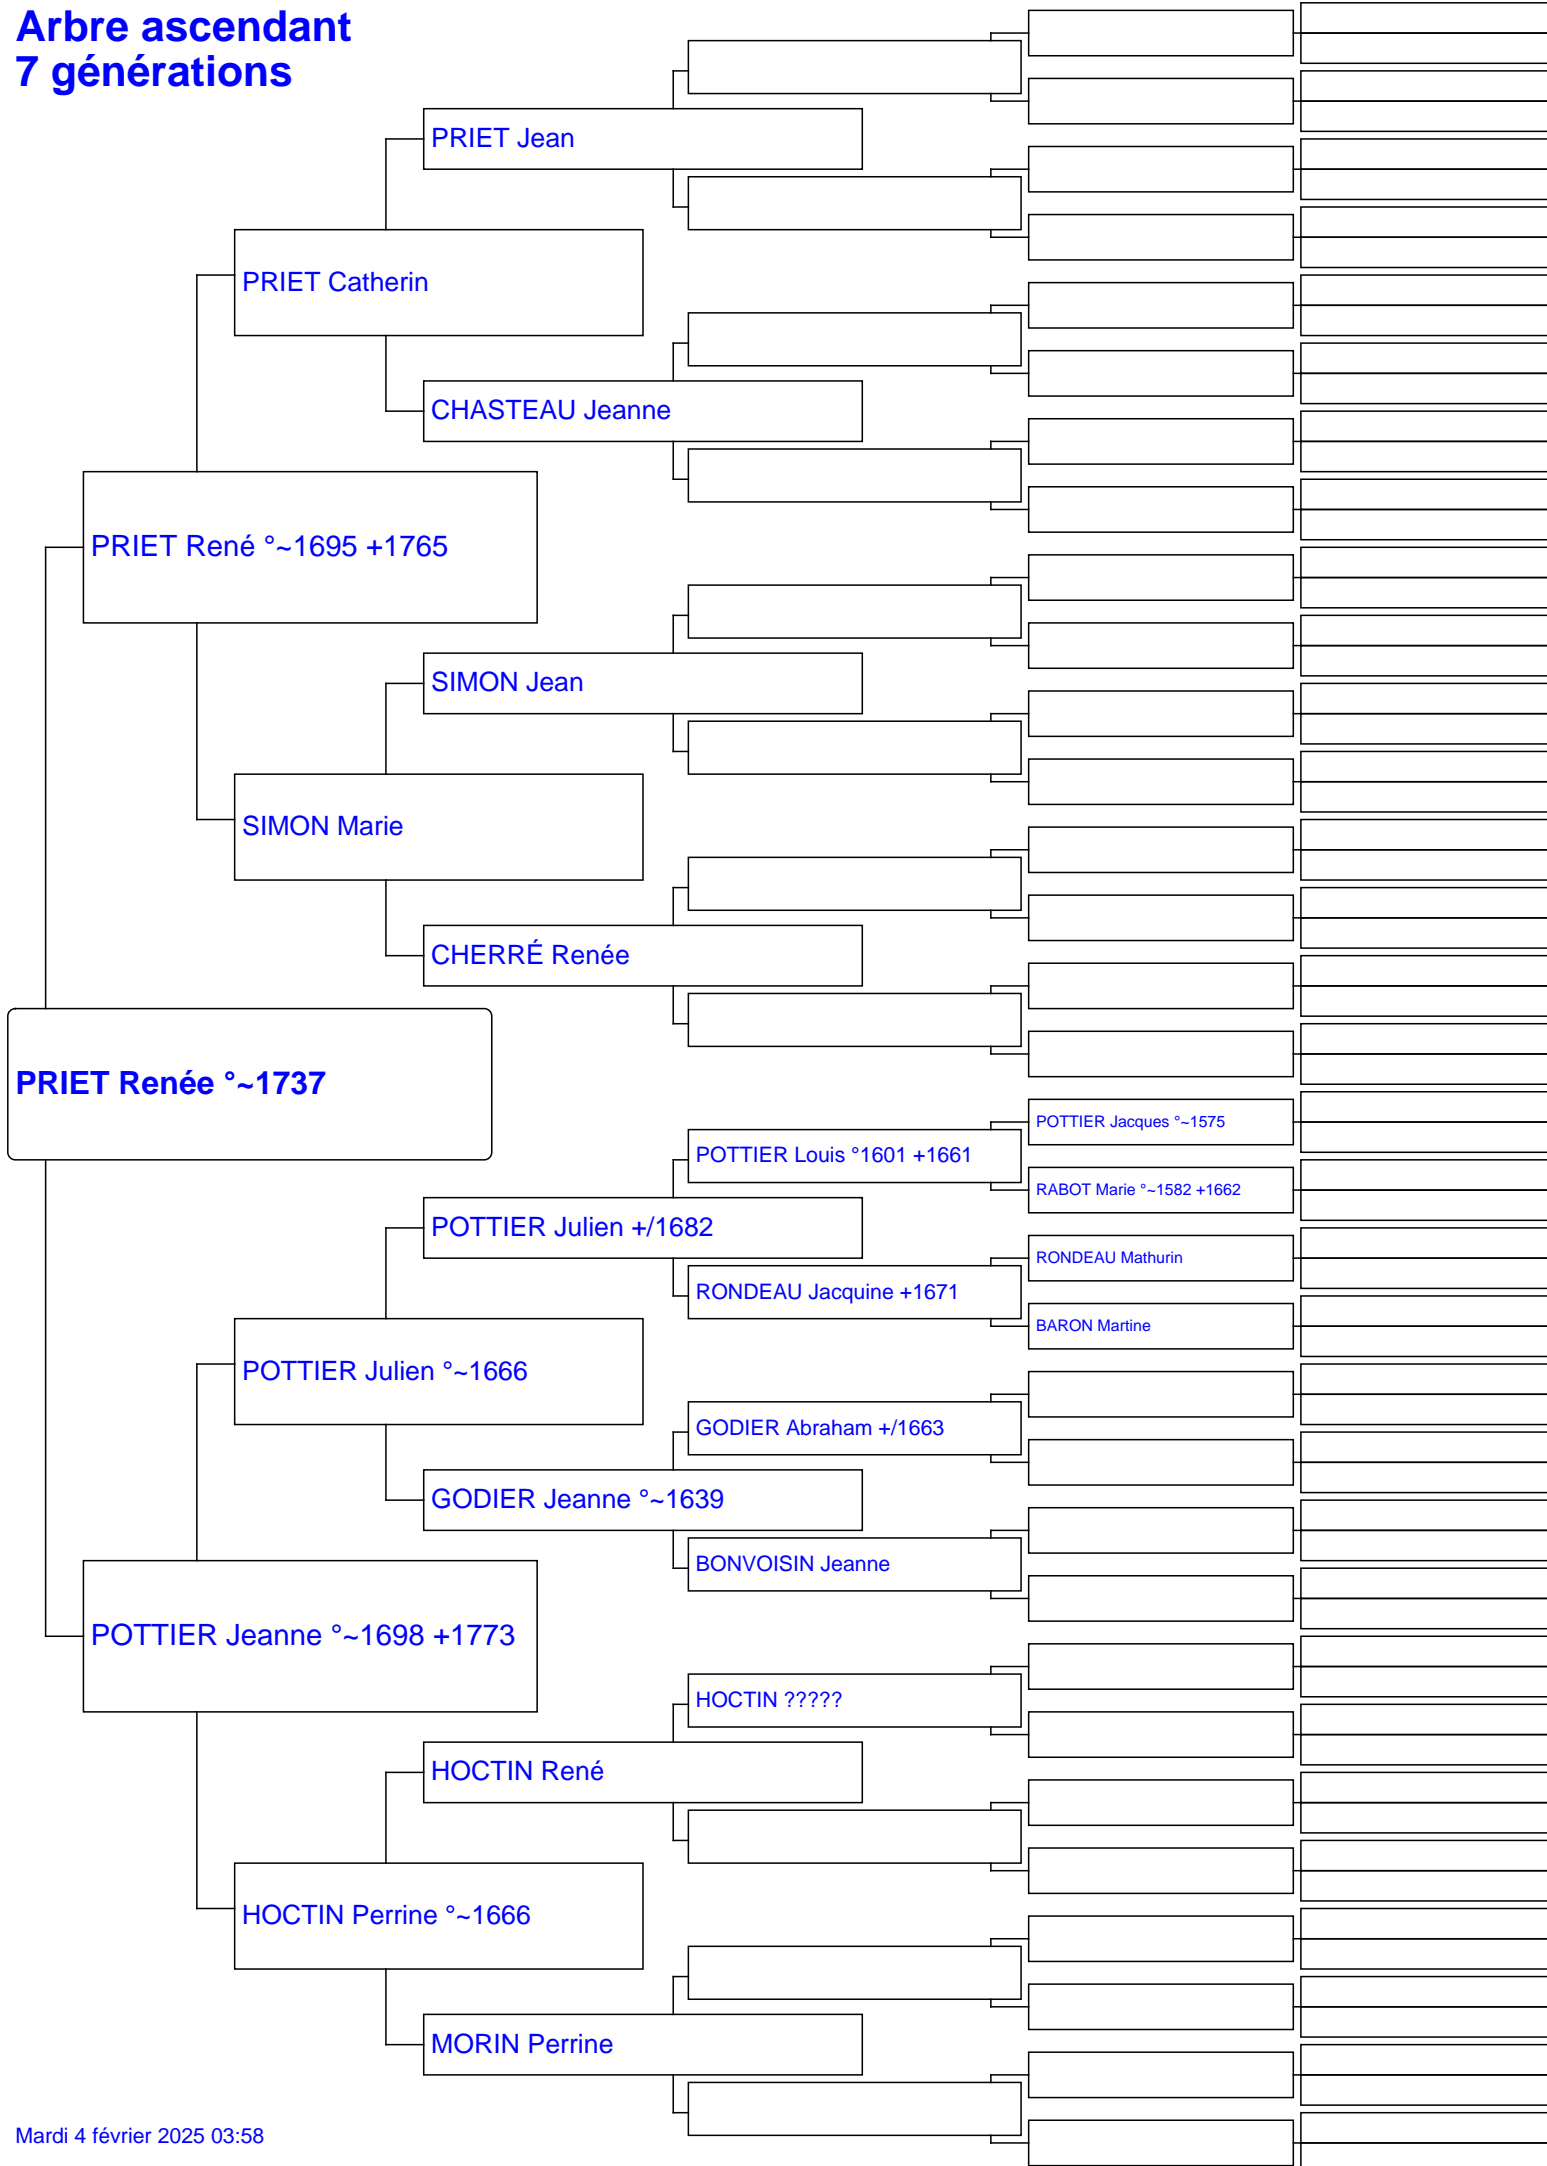 Arbre ascendant
7 générations
PRIET Jean
PRIET Catherin
CHASTEAU Jeanne
PRIET René °~1695 +1765
SIMON Jean
SIMON Marie
CHERRÉ Renée
PRIET Renée °~1737
POTTIER Jacques °~1575
POTTIER Louis °1601 +1661
RABOT Marie °~1582 +1662
POTTIER Julien +/1682
RONDEAU Mathurin
RONDEAU Jacquine +1671
BARON Martine
POTTIER Julien °~1666
GODIER Abraham +/1663
GODIER Jeanne °~1639
BONVOISIN Jeanne
POTTIER Jeanne °~1698 +1773
HOCTIN ?????
HOCTIN René
HOCTIN Perrine °~1666
MORIN Perrine
Mardi 4 février 2025 03:58